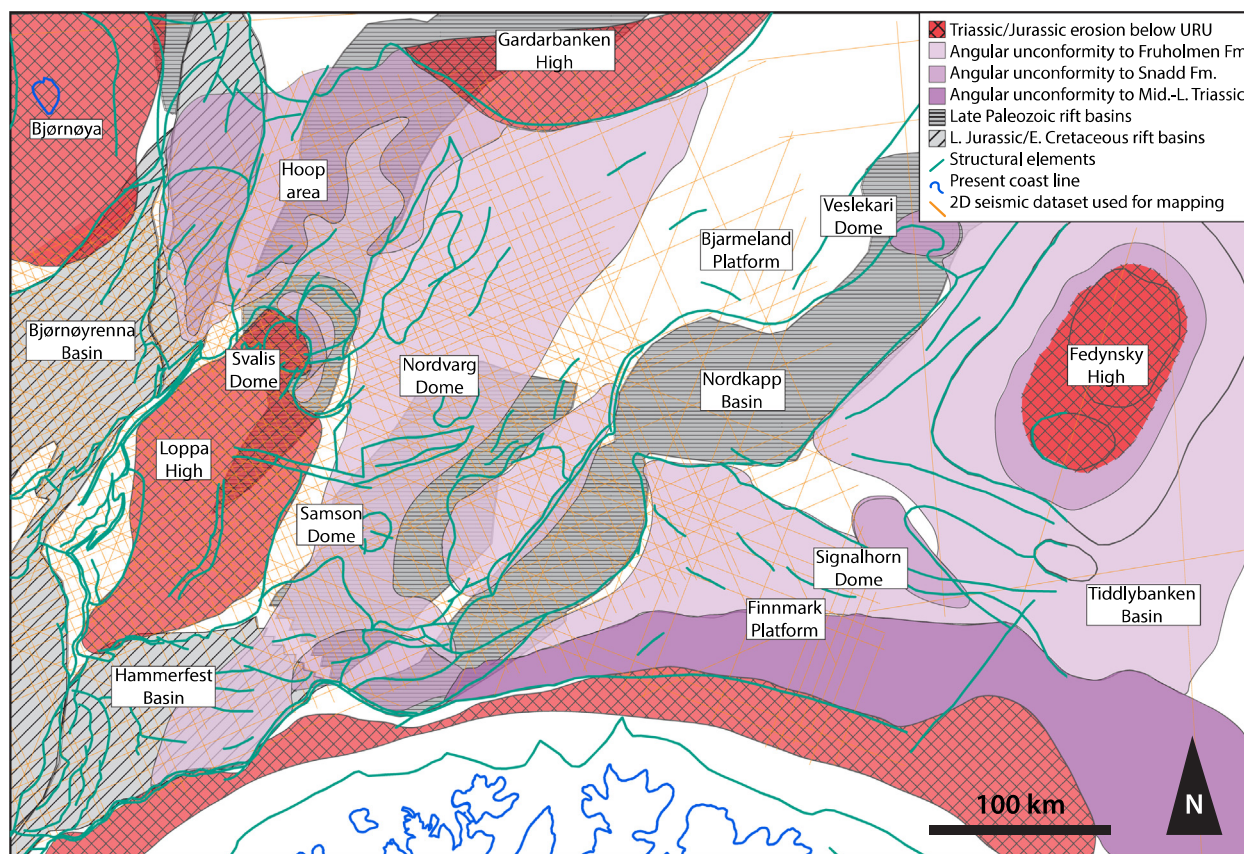 Triassic/Jurassic erosion below URU
Angular unconformity to Fruholmen Fm
Angular unconformity to Snadd Fm.
Angular unconformity to Mid.-L. Triassic
Late Paleozoic rift basins
L. Jurassic/E. Cretaceous rift basins
Structural elements
Present coast line
2D seismic dataset used for mapping
Gardarbanken
High
Bjørnøya
Hoop
area
Veslekari
Dome
Bjarmeland
Platform
Bjørnøyrenna
Basin
Svalis
Dome
Nordvarg
Dome
Nordkapp
Basin
Fedynsky
High
Loppa
High
Samson
Dome
Signalhorn
Dome
Tiddlybanken
Basin
Finnmark
Platform
Hammerfest
Basin
100 km
N